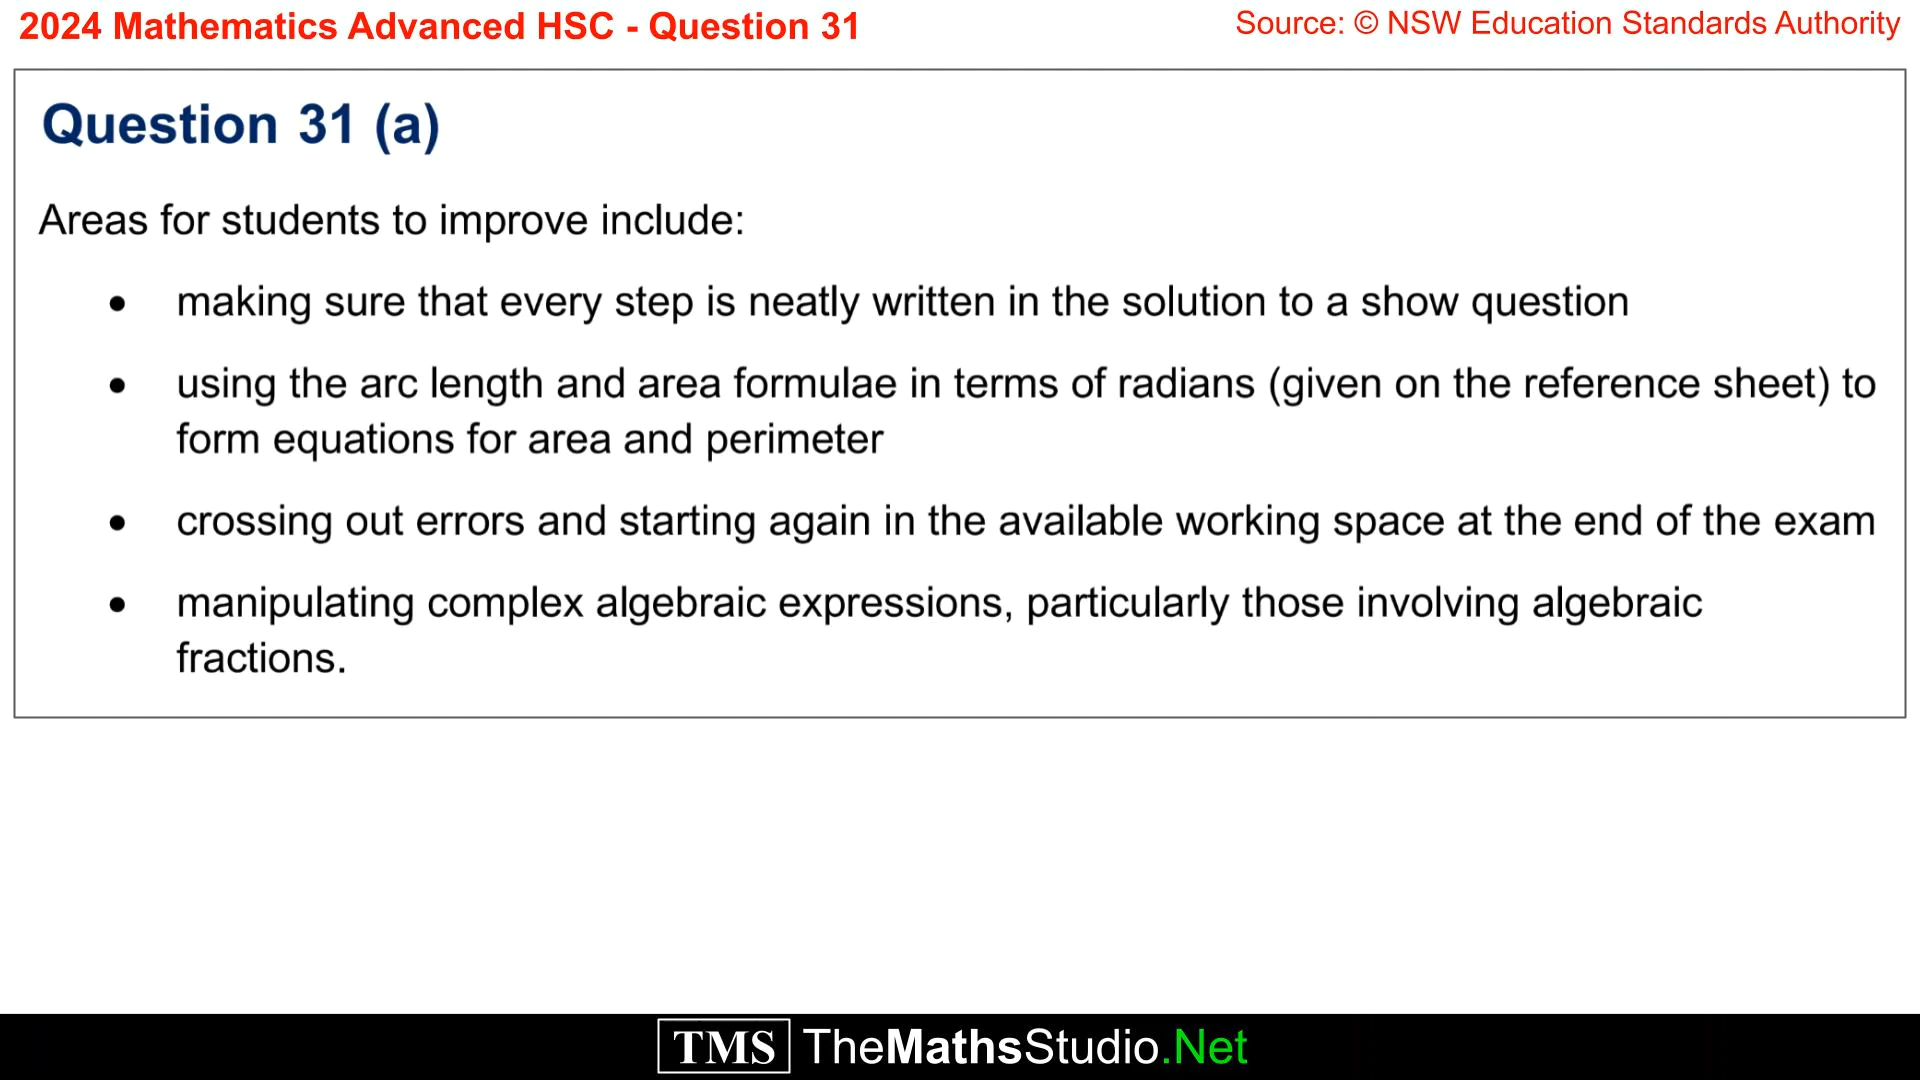 2024 Mathematics Advanced HSC - Question 31
Source: © NSW Education Standards Authority
Question 31 (a)
Areas for students to improve include:
• making sure that every step is neatly written in the solution to a show question
• using the arc length and area formulae in terms of radians (given on the reference sheet) to
form equations for area and perimeter
• crossing out errors and starting again in the available working space at the end of the exam
• manipulating complex algebraic expressions, particularly those involving algebraic
fractions.
TMS TheMathsStudio.Net